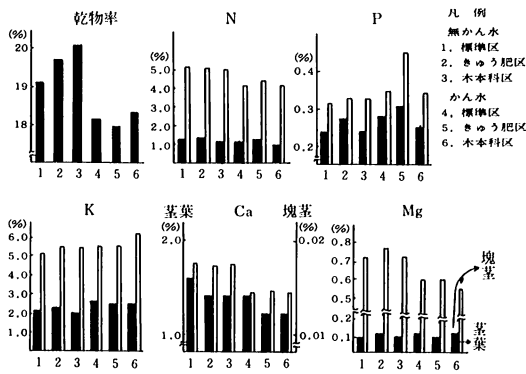 乾物率
(%)
20
19
18
1 2 3 4 5 6
N
(%)
5.0
4.0
3.0
2.0
1.0
1 2 3 4 5 6
P
(%)
0.4
0.3
0.2
1 2 3 4 5 6
凡 例
無かん水
1, 標準区
2, きゅう肥区
3, 木本科区
かん水
4, 標準区
5, きゅう肥区
6, 木本科区
K
(%)
6.0
5.0
4.0
3.0
2.0
1.0
1 2 3 4 5 6
茎葉 Ca 塊茎
(%) (%)
2.0 0.02
1.0 0.01
1 2 3 4 5 6
Mg
(%)
0.8
0.7
0.6
0.5
0.2
0.1
1 2 3 4 5 6
塊茎
茎葉